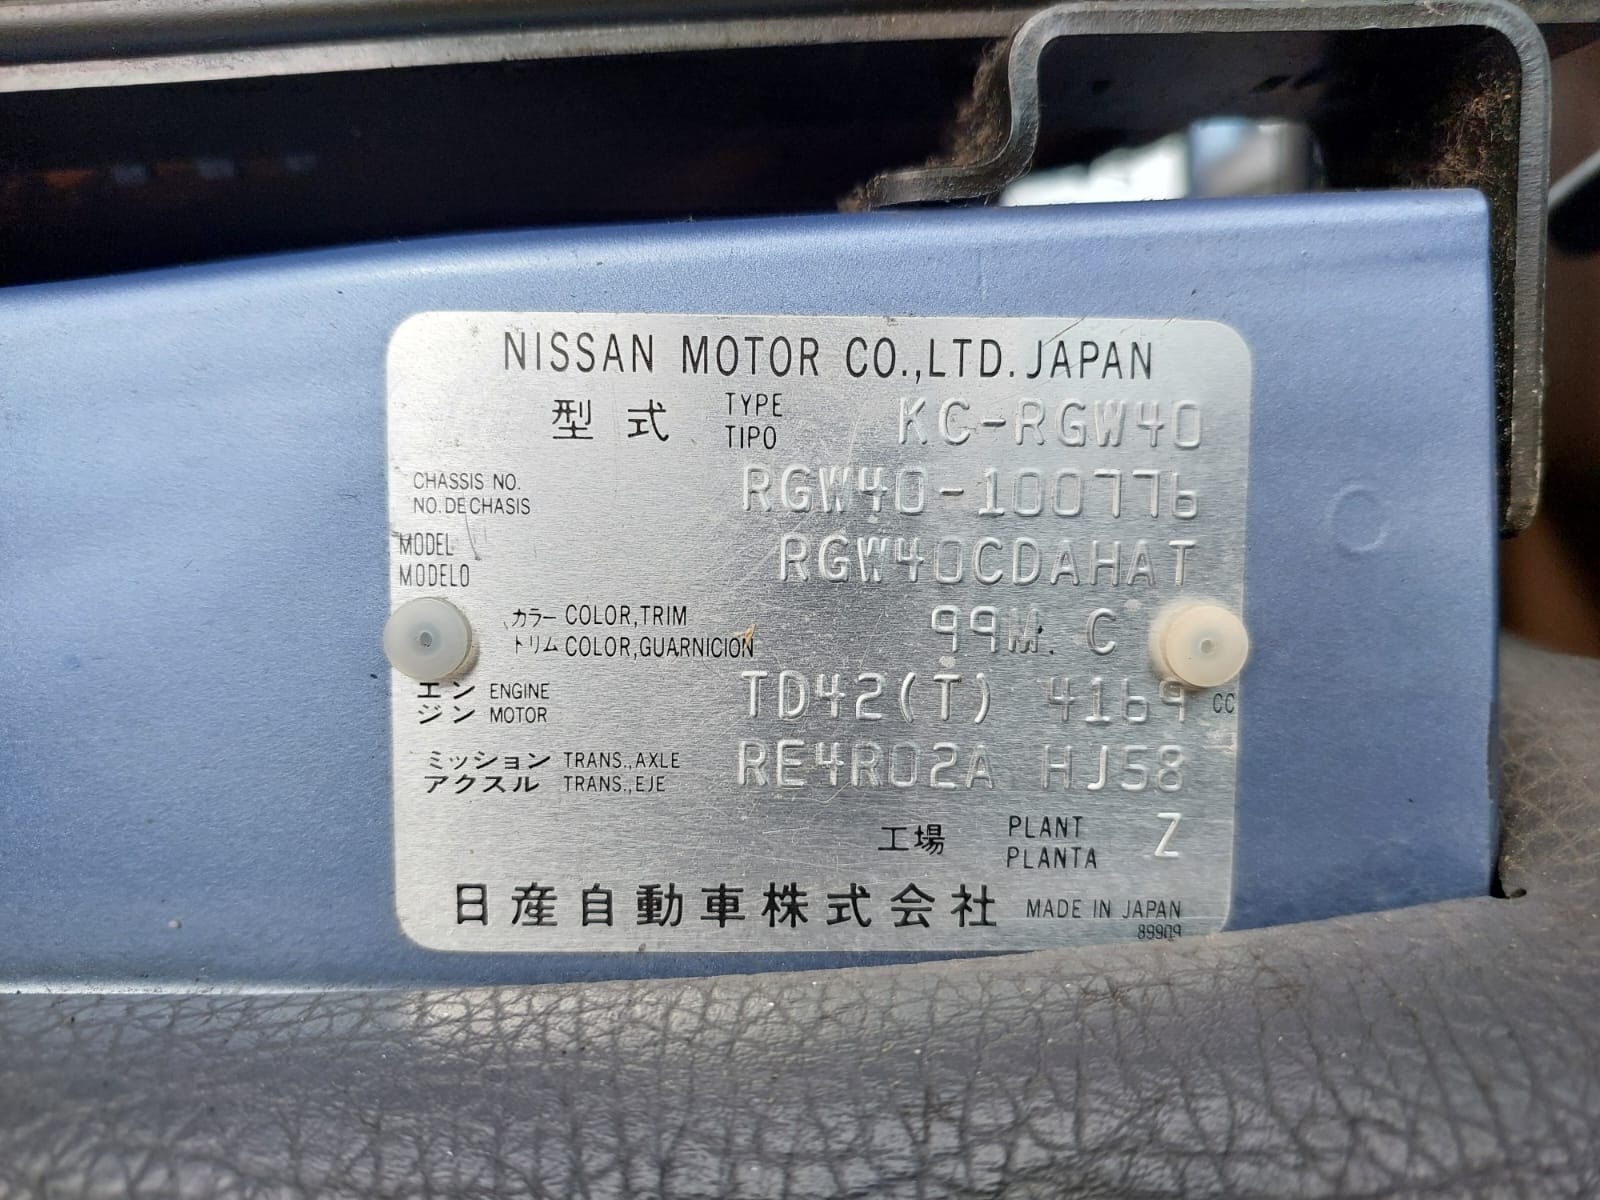 NISSAN MOTOR CO.,LTD. JAPAN
型 式 TYPE TIPO KC-RGW40
CHASSIS NO. NO. DE CHASIS RGW40-100776
MODEL MODELO RGW40CDAHAT
カラー COLOR,TRIM
トリム COLOR,GUARNICION 99M. C
エン ENGINE
ジン MOTOR TD42(T) 4169 CC
ミッション TRANS.,AXLE
アクスル TRANS.,EJE RE4R02A HJ58
工場 PLANT PLANTA Z
日産自動車株式会社 MADE IN JAPAN
89909